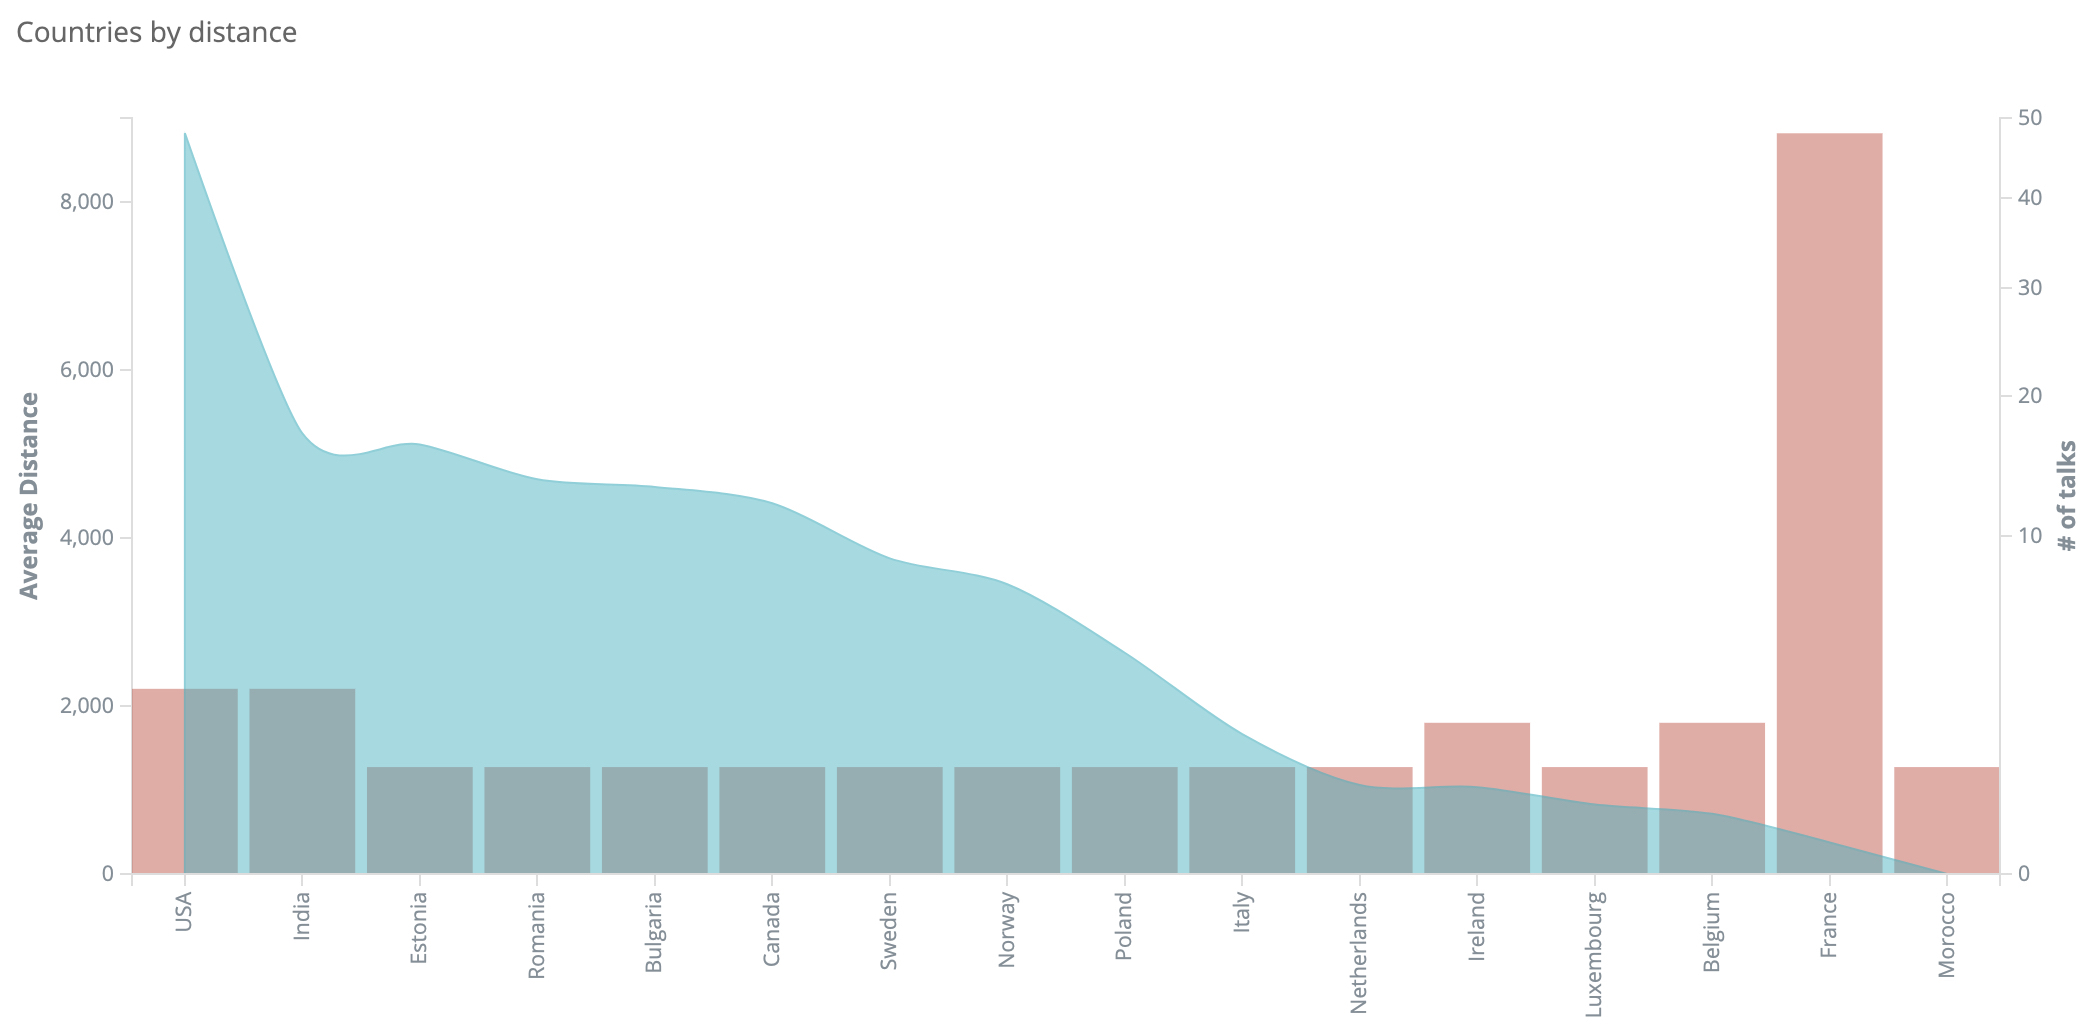 Countries by distance
Average Distance
8,000
6,000
4,000
2,000
0
50
40
30
20
10
0
# of talks
USA
India
Estonia
Romania
Bulgaria
Canada
Sweden
Norway
Poland
Italy
Netherlands
Ireland
Luxembourg
Belgium
France
Morocco